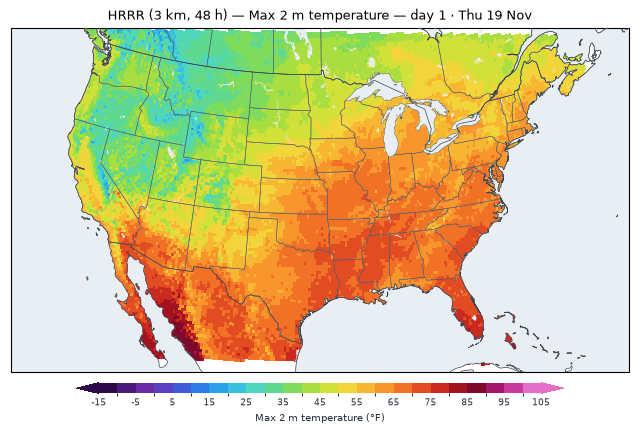 HRRR (3 km, 48 h) — Max 2 m temperature — day 1 · Thu 19 Nov
-15 -5 5 15 25 35 45 55 65 75 85 95 105
Max 2 m temperature (°F)